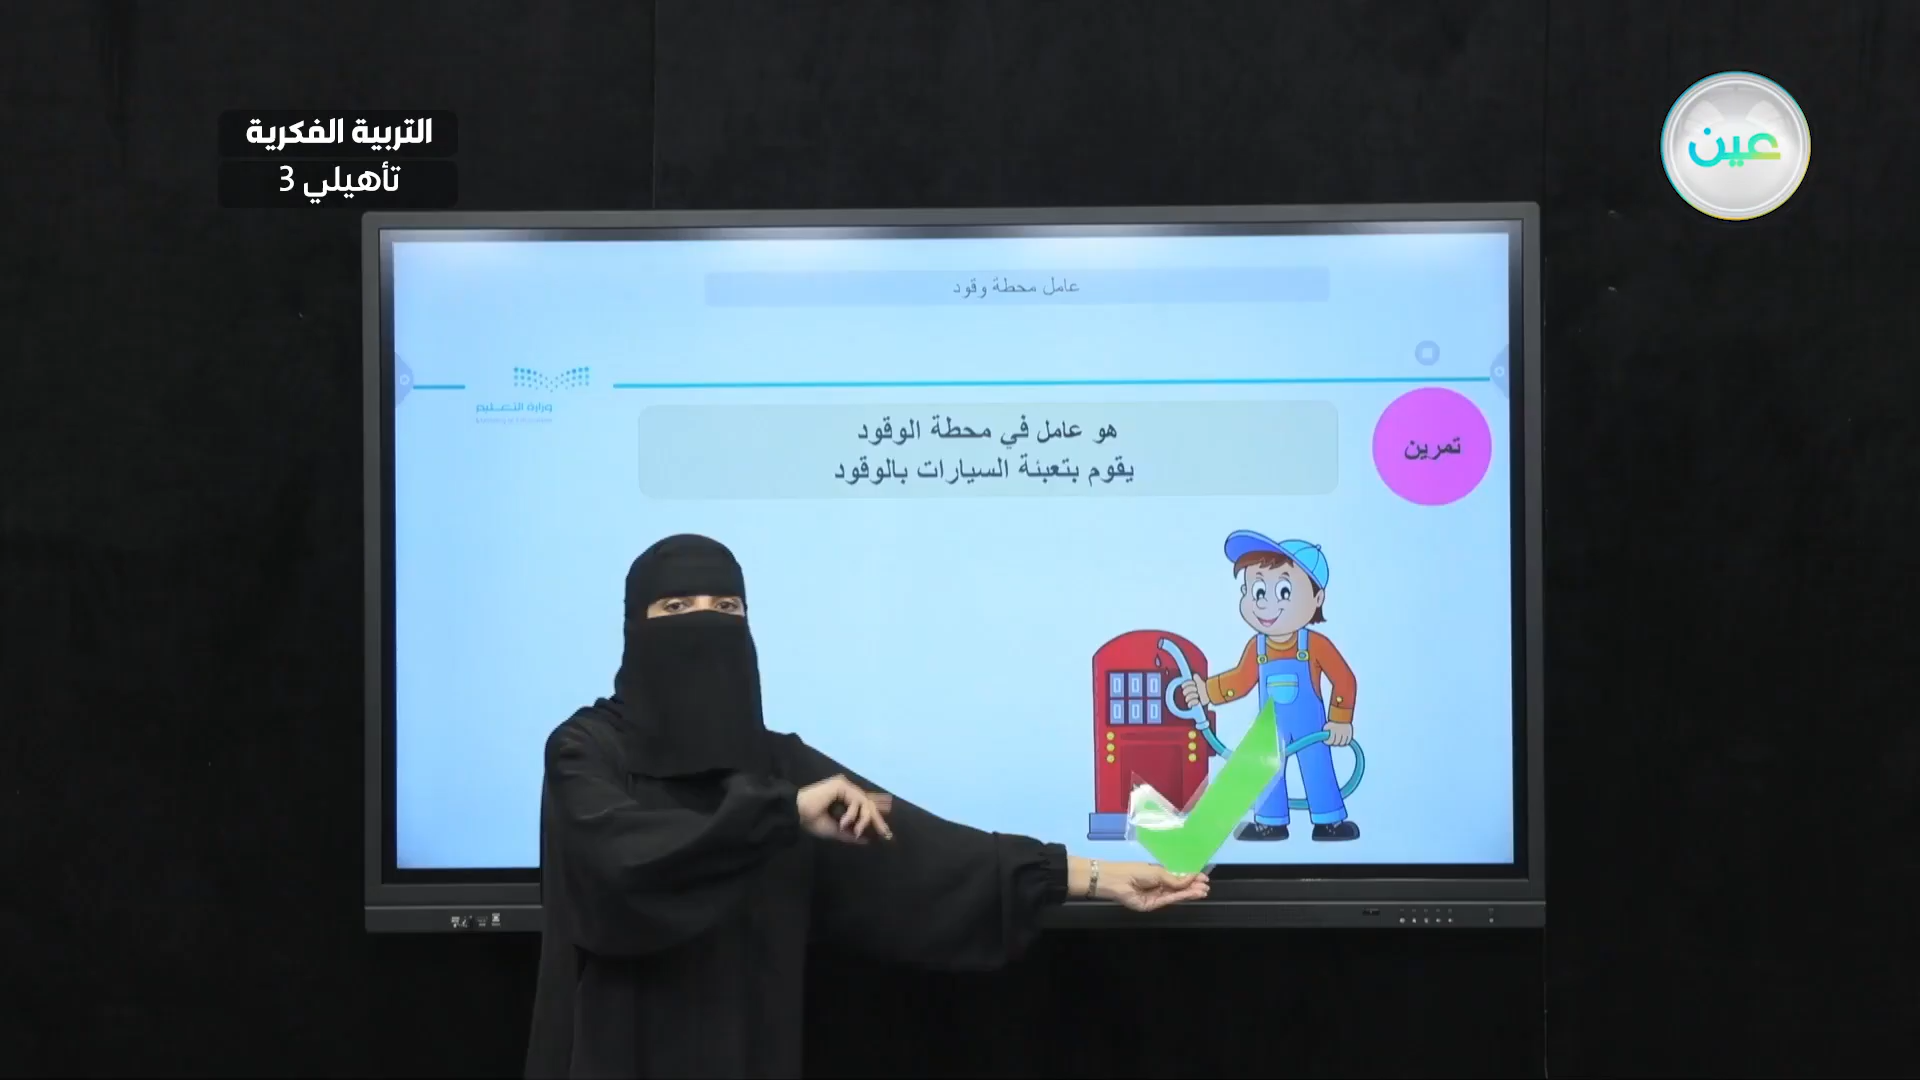 التربية الفكرية
تأهيلي 3
عين
عامل محطة وقود
وزارة التعليم
تمرين
هو عامل في محطة الوقود
يقوم بتعبئة السيارات بالوقود